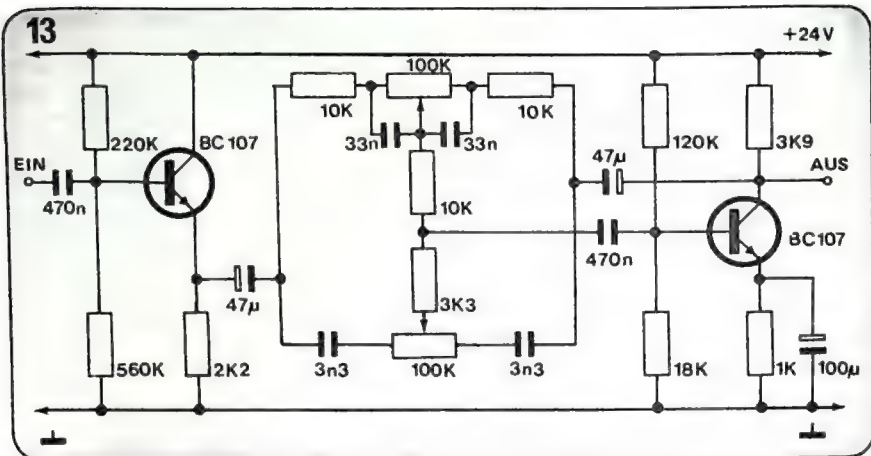 13
+24V
100K
10K
10K
220K
BC107
33n
33n
120K
3K9
EIN
47µ
AUS
470n
10K
470n
BC107
47µ
3K3
560K
2K2
3n3
100K
3n3
18K
1K
100µ